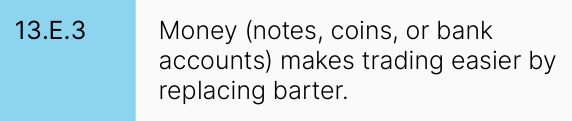 13.E.3
Money (notes, coins, or bank
accounts) makes trading easier by
replacing barter.